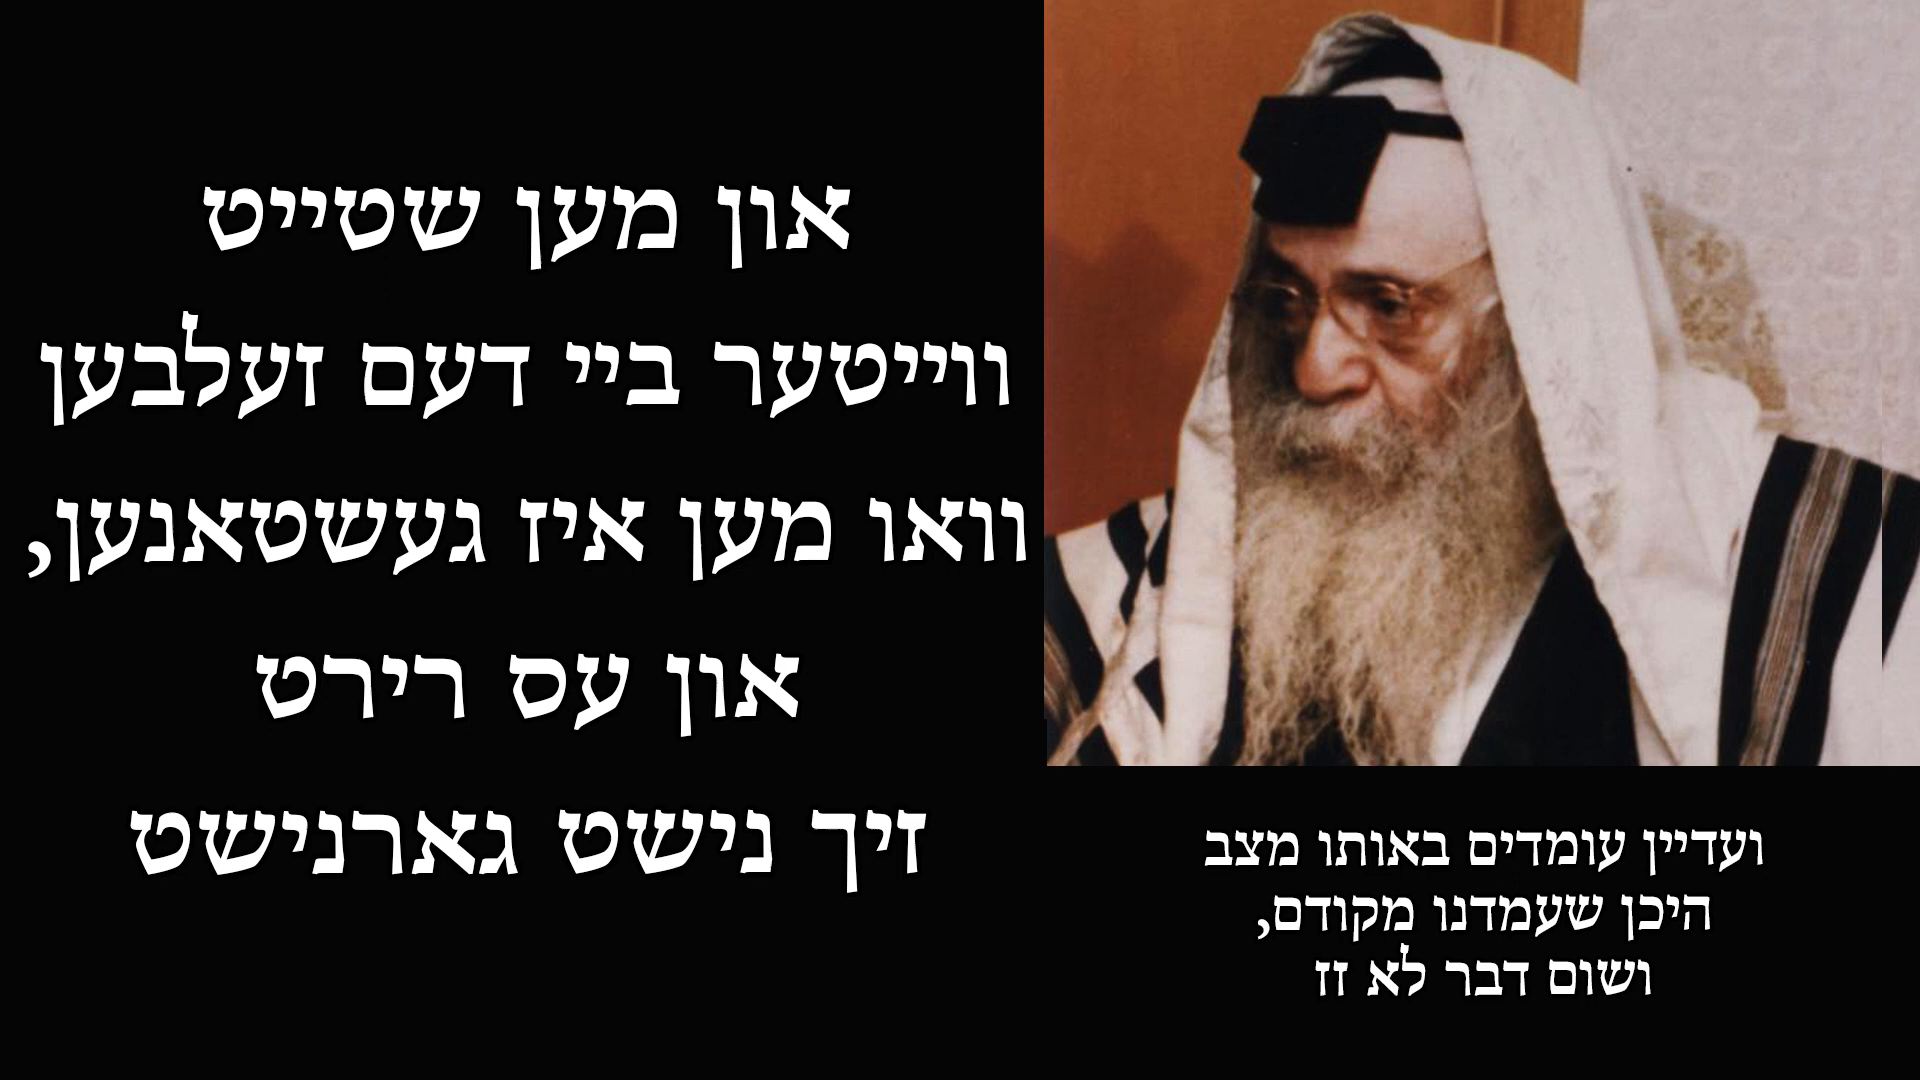 און מען שטייט
ווייטער ביי דעם זעלבען
וואו מען איז געשטאנען,
און עס רירט
זיך נישט גארנישט
ועדיין עומדים באותו מצב
היכן שעמדנו מקודם,
ושום דבר לא זז